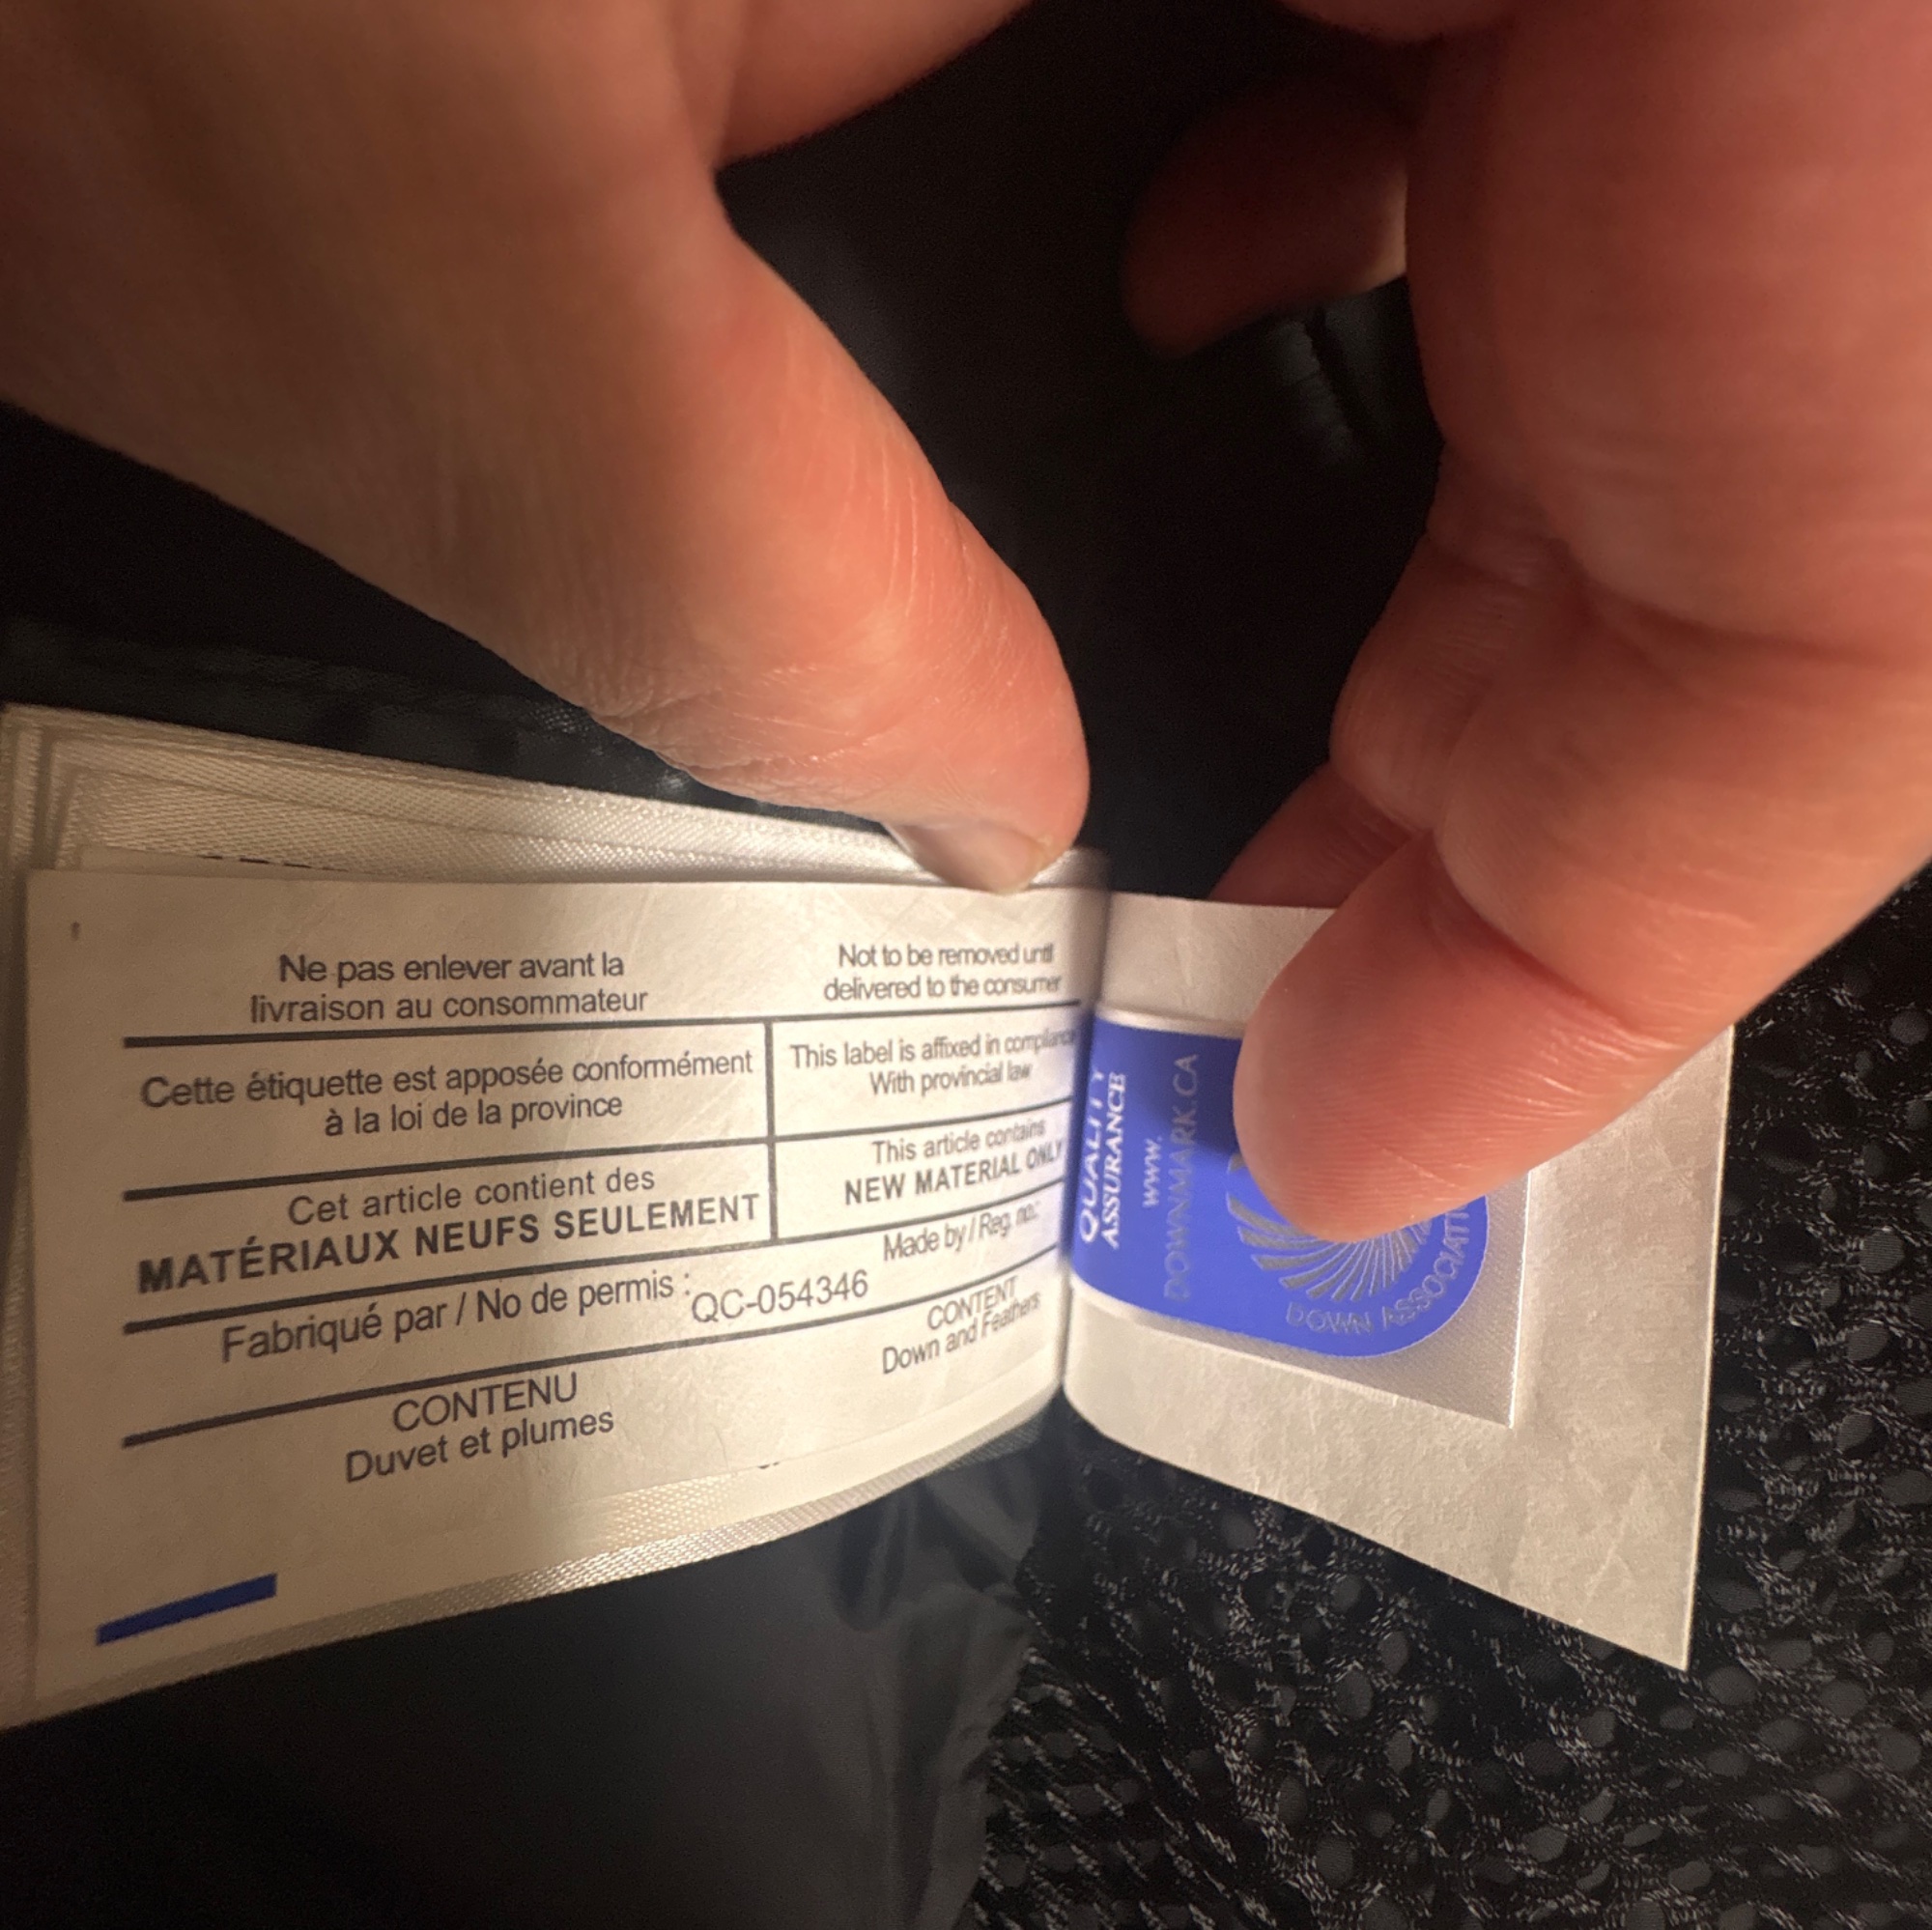 Ne pas enlever avant la
livraison au consommateur
Not to be removed until
delivered to the consumer
Cette étiquette est apposée conformément
à la loi de la province
This label is affixed in compliance
With provincial law
Cet article contient des
MATÉRIAUX NEUFS SEULEMENT
This article contains
NEW MATERIAL ONLY
Fabriqué par / No de permis :
QC-054346
Made by / Reg. no.:
CONTENU
Duvet et plumes
CONTENT
Down and Feathers
QUALITY
ASSURANCE
www.
DOWNMARK.CA
DOWN